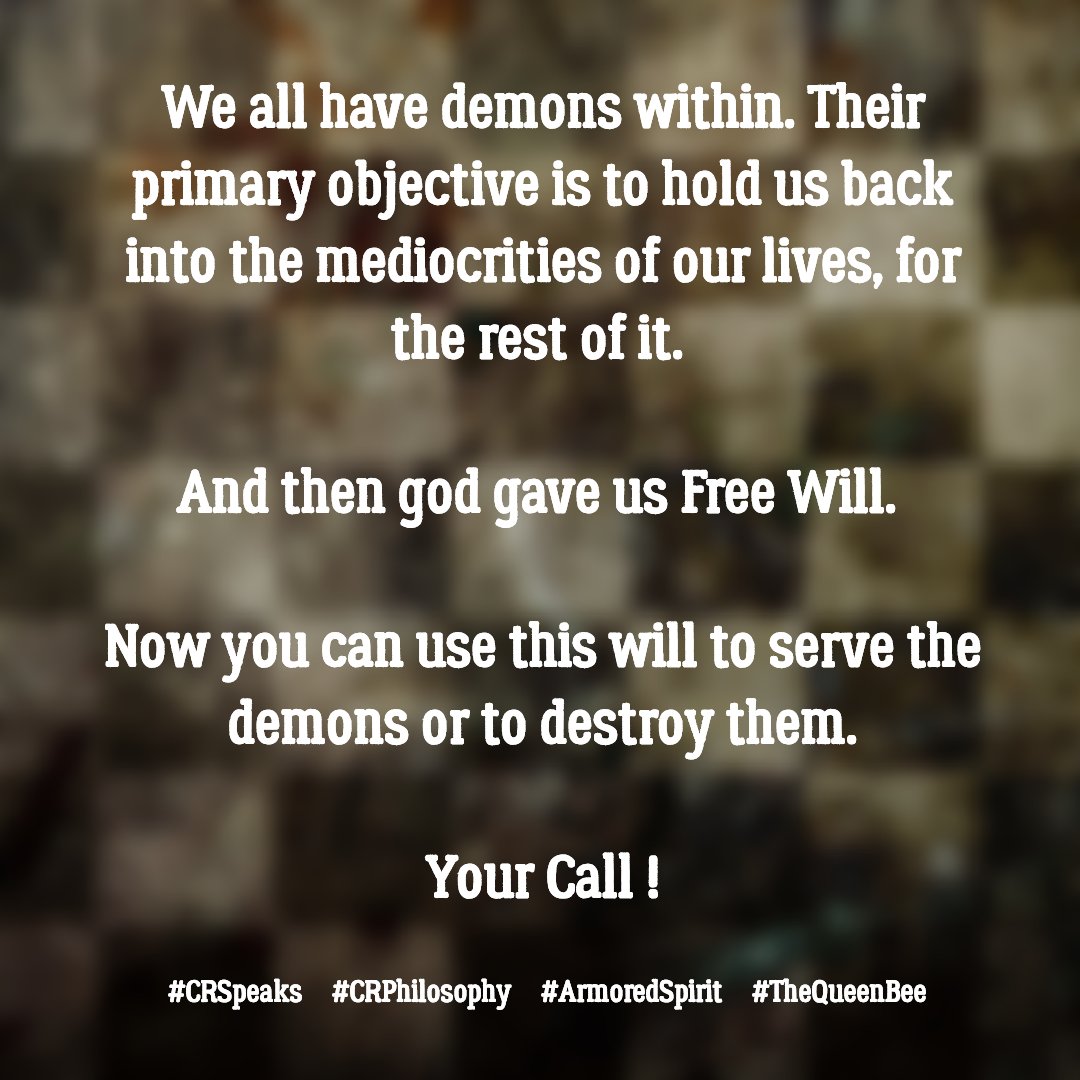 We all have demons within. Their
primary objective is to hold us back
into the mediocrities of our lives, for
the rest of it.
And then god gave us Free Will.
Now you can use this will to serve the
demons or to destroy them.
Your Call !
#CRSpeaks #CRPhilosophy #ArmoredSpirit #TheQueenBee